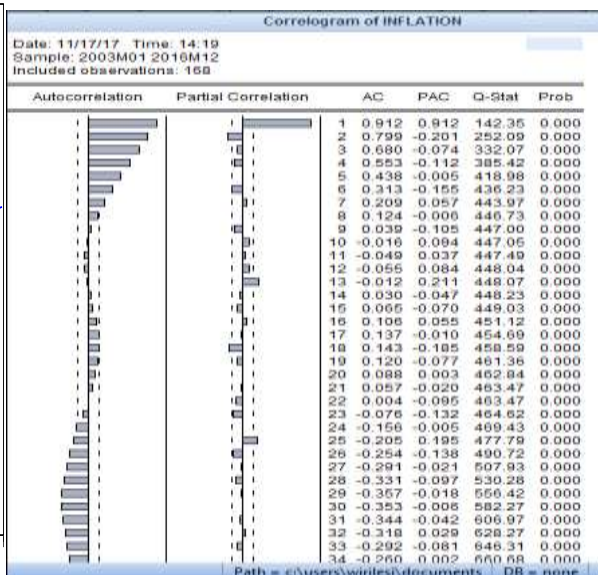 Correlogram of INFLATION
Date: 11/17/17 Time: 14:19
Sample: 2003M01 2016M12
Included observations: 168
Autocorrelation Partial Correlation AC PAC Q-Stat Prob
1 0.912 0.912 142.35 0.000
2 0.799 -0.201 252.09 0.000
3 0.680 -0.074 332.07 0.000
4 0.553 -0.112 385.42 0.000
5 0.438 -0.005 418.98 0.000
6 0.313 -0.155 436.23 0.000
7 0.209 0.057 443.97 0.000
8 0.124 -0.006 446.73 0.000
9 0.039 -0.105 447.00 0.000
10 -0.016 0.094 447.05 0.000
11 -0.049 0.037 447.49 0.000
12 -0.055 0.084 448.04 0.000
13 -0.012 0.211 448.07 0.000
14 0.030 -0.047 448.23 0.000
15 0.065 -0.070 449.03 0.000
16 0.106 0.055 451.12 0.000
17 0.137 -0.010 454.69 0.000
18 0.143 -0.185 458.59 0.000
19 0.120 -0.077 461.36 0.000
20 0.088 0.003 462.84 0.000
21 0.057 -0.020 463.47 0.000
22 0.004 -0.095 463.47 0.000
23 -0.076 -0.132 464.62 0.000
24 -0.156 -0.005 469.43 0.000
25 -0.205 0.195 477.79 0.000
26 -0.254 -0.138 490.72 0.000
27 -0.291 -0.021 507.93 0.000
28 -0.331 -0.097 530.28 0.000
29 -0.357 -0.018 556.42 0.000
30 -0.353 -0.006 582.27 0.000
31 -0.344 -0.042 606.97 0.000
32 -0.318 0.029 628.27 0.000
33 -0.292 -0.081 646.31 0.000
34 -0.260 0.002 660.68 0.000
Path = c:\users\wirilesi\documents DB = none